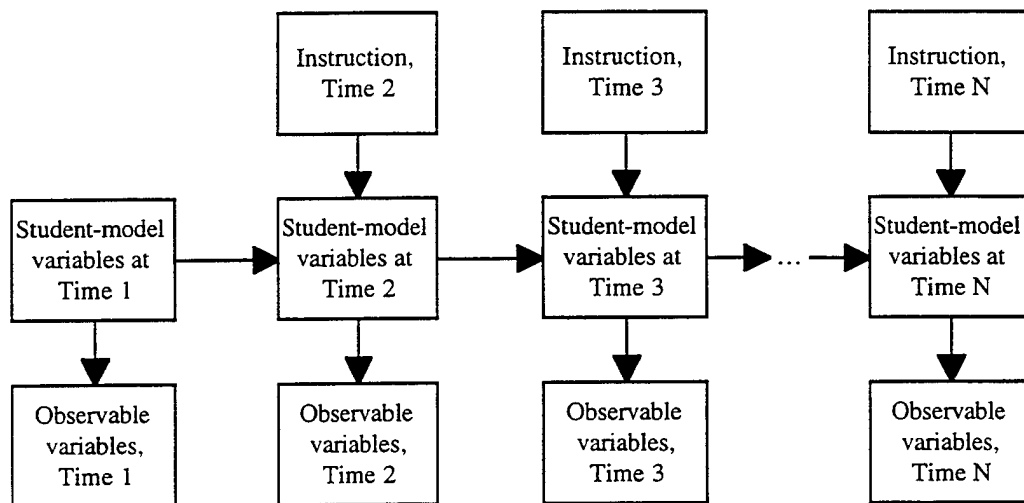 Instruction,
Time 2
Instruction,
Time 3
Instruction,
Time N
Student-model
variables at
Time 1
Student-model
variables at
Time 2
Student-model
variables at
Time 3
...
Student-model
variables at
Time N
Observable
variables,
Time 1
Observable
variables,
Time 2
Observable
variables,
Time 3
Observable
variables,
Time N